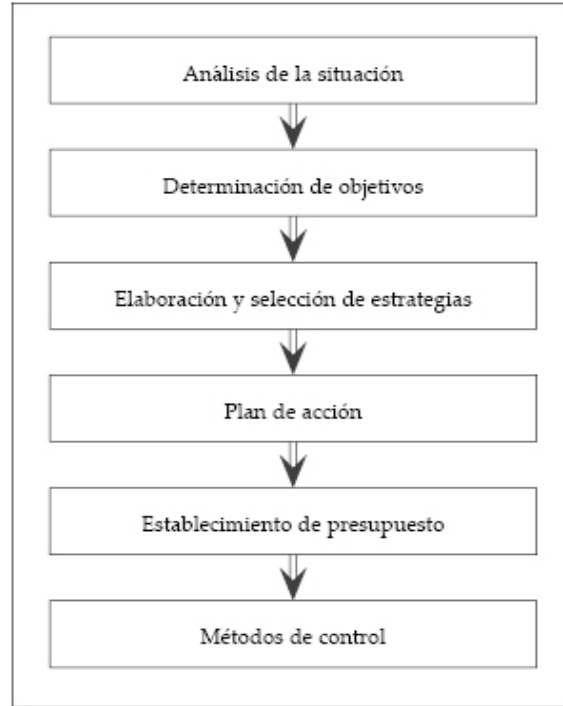 Análisis de la situación
Determinación de objetivos
Elaboración y selección de estrategias
Plan de acción
Establecimiento de presupuesto
Métodos de control